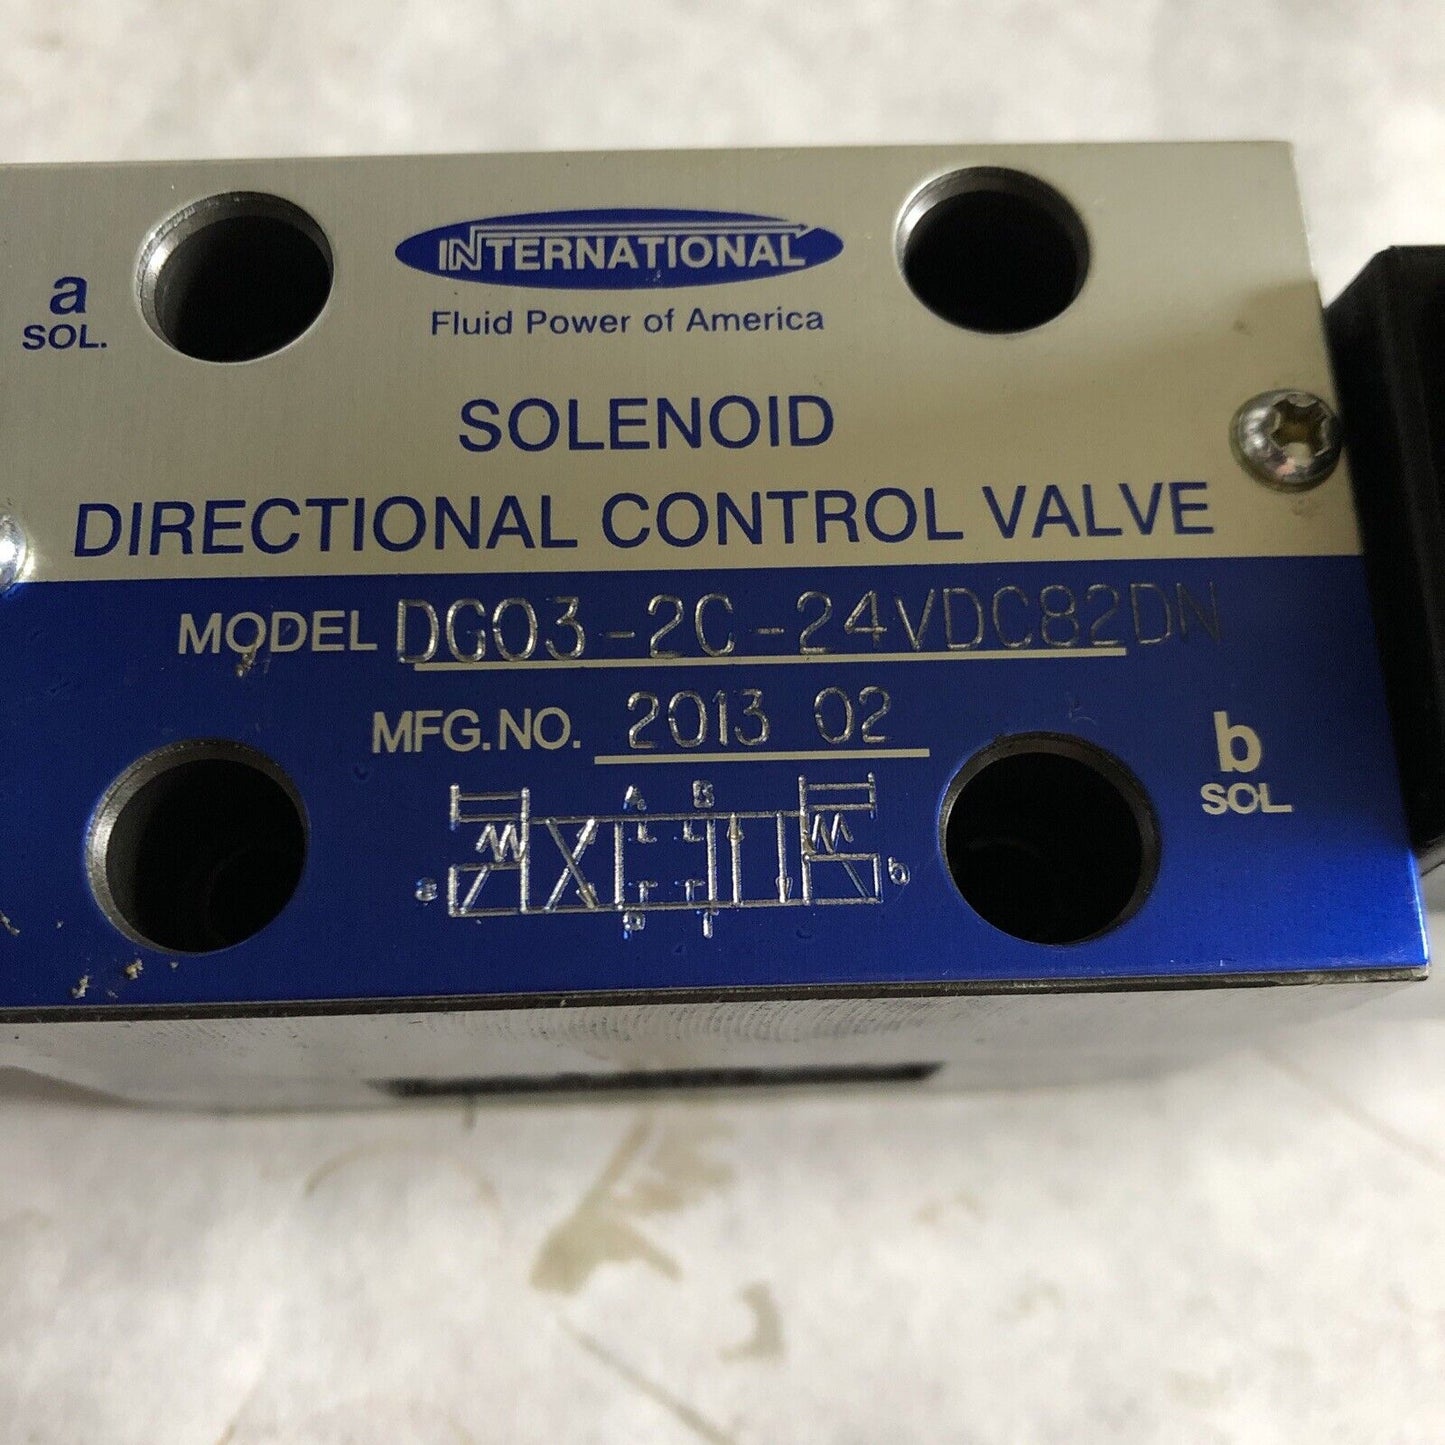 INTERNATIONAL
Fluid Power of America
a
SOL.
SOLENOID
DIRECTIONAL CONTROL VALVE
MODEL DG03-2C-24VDC82DN
MFG.NO. 2013 02
b
SOL
A B
a b
P T